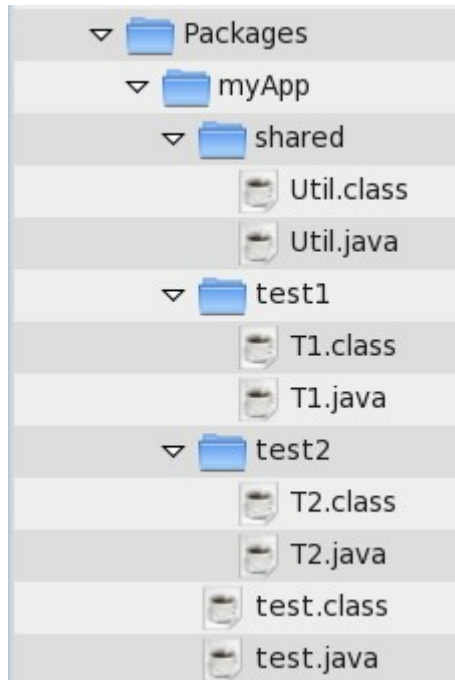 Packages
myApp
shared
Util.class
Util.java
test1
T1.class
T1.java
test2
T2.class
T2.java
test.class
test.java